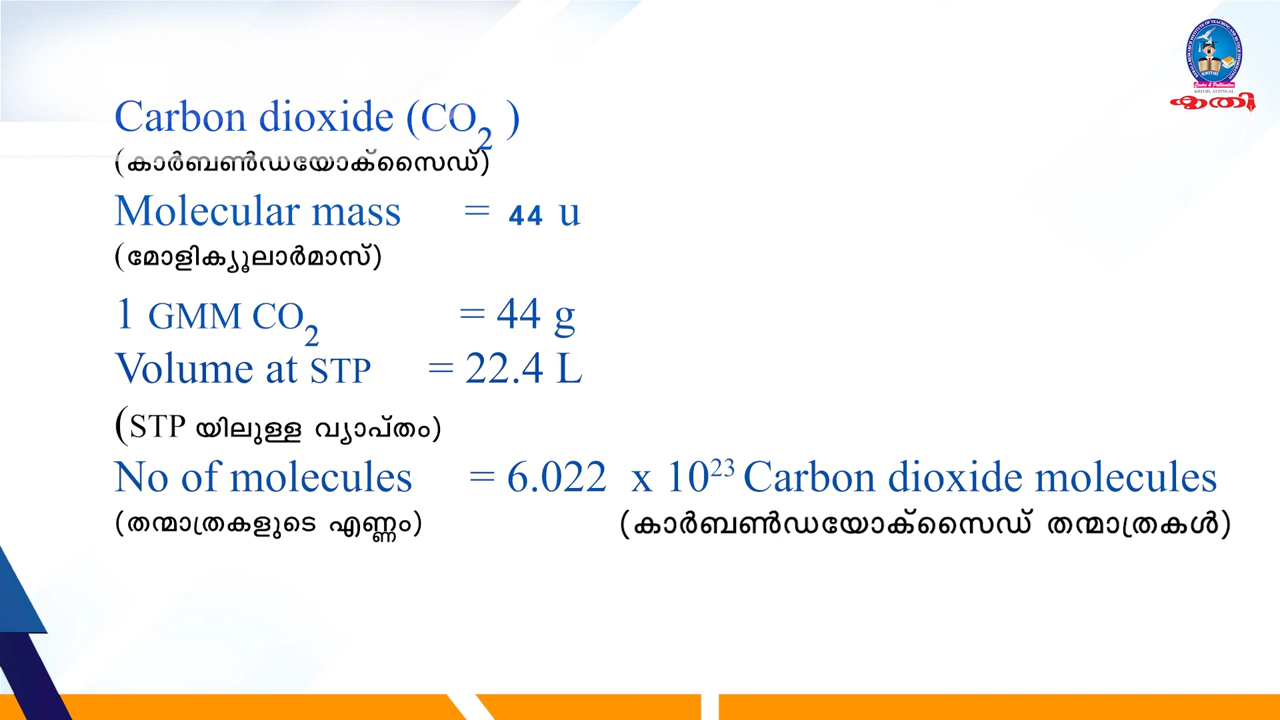 Carbon dioxide (CO₂ )
(കാർബൺഡയോക്സൈഡ്)
Molecular mass = 44 u
(മോളിക്യൂലാർമാസ്)
1 GMM CO₂ = 44 g
Volume at STP = 22.4 L
(STP യിലുള്ള വ്യാപ്തം)
No of molecules = 6.022 x 10²³ Carbon dioxide molecules
(തന്മാത്രകളുടെ എണ്ണം) (കാർബൺഡയോക്സൈഡ് തന്മാത്രകൾ)
കൃതി